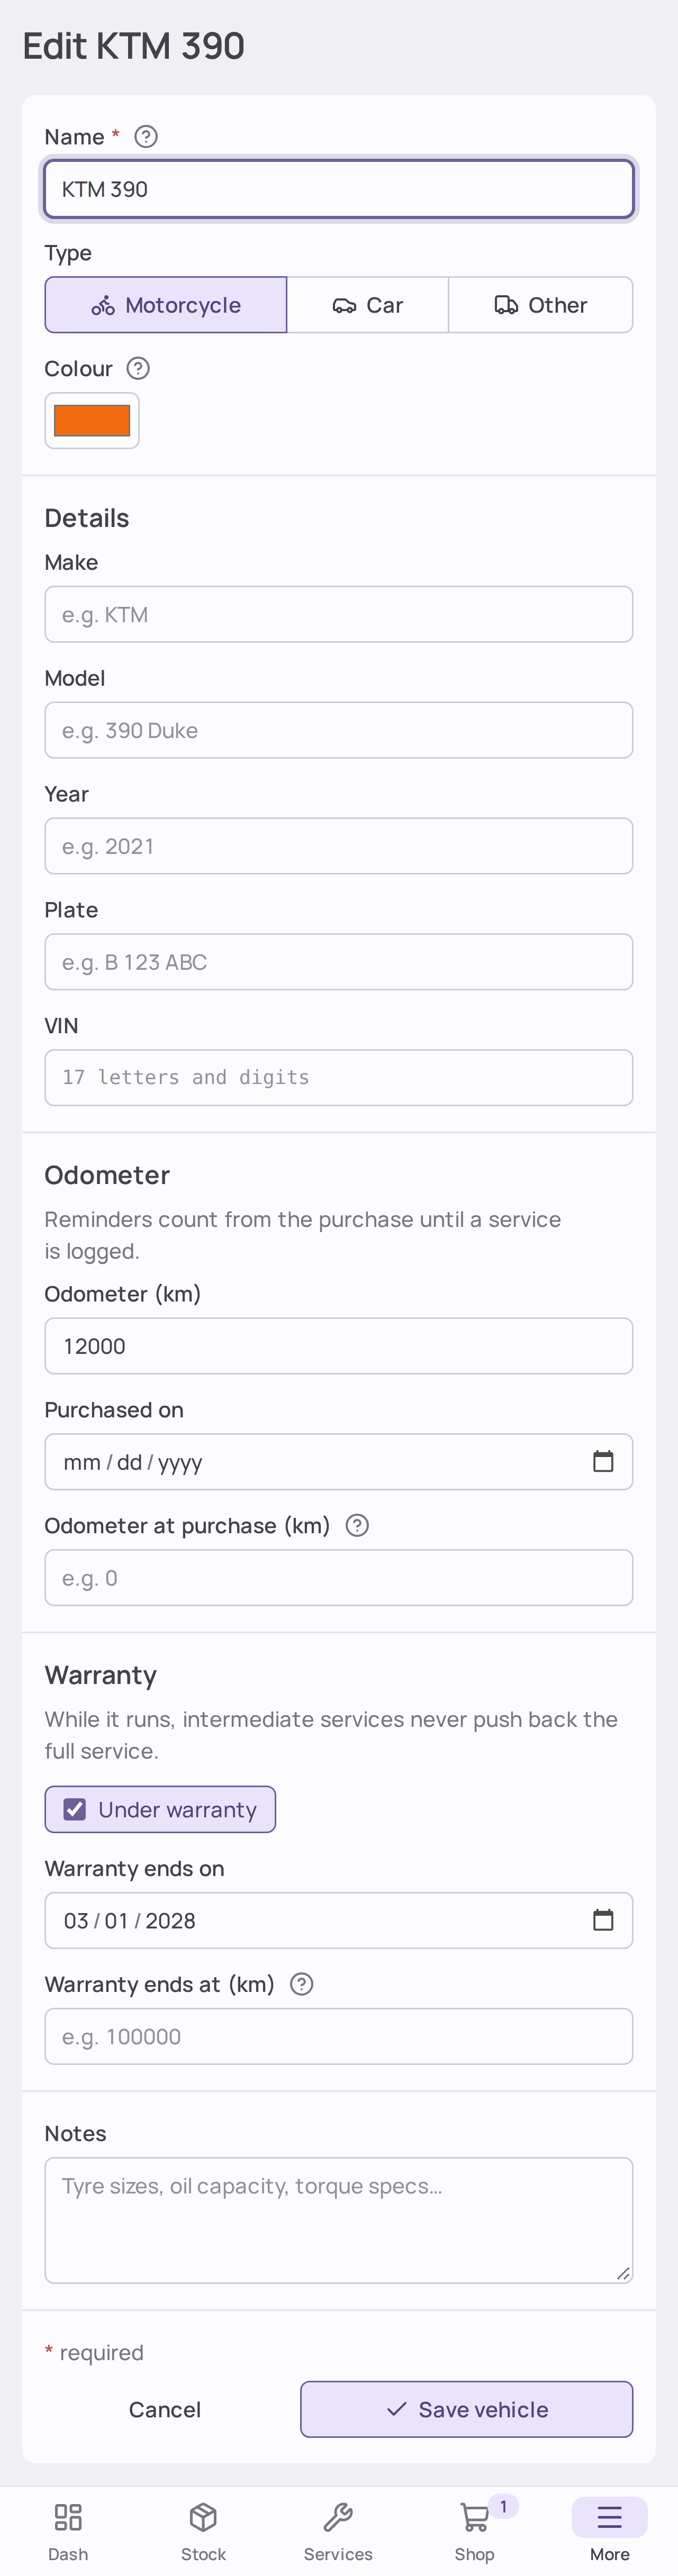 Edit KTM 390
Name *
KTM 390
Type
Motorcycle
Car
Other
Colour
Details
Make
e.g. KTM
Model
e.g. 390 Duke
Year
e.g. 2021
Plate
e.g. B 123 ABC
VIN
17 letters and digits
Odometer
Reminders count from the purchase until a service
is logged.
Odometer (km)
12000
Purchased on
mm/dd/yyyy
Odometer at purchase (km)
e.g. 0
Warranty
While it runs, intermediate services never push back the
full service.
Under warranty
Warranty ends on
03/01/2028
Warranty ends at (km)
e.g. 100000
Notes
Tyre sizes, oil capacity, torque specs…
* required
Cancel
Save vehicle
1
Dash
Stock
Services
Shop
More